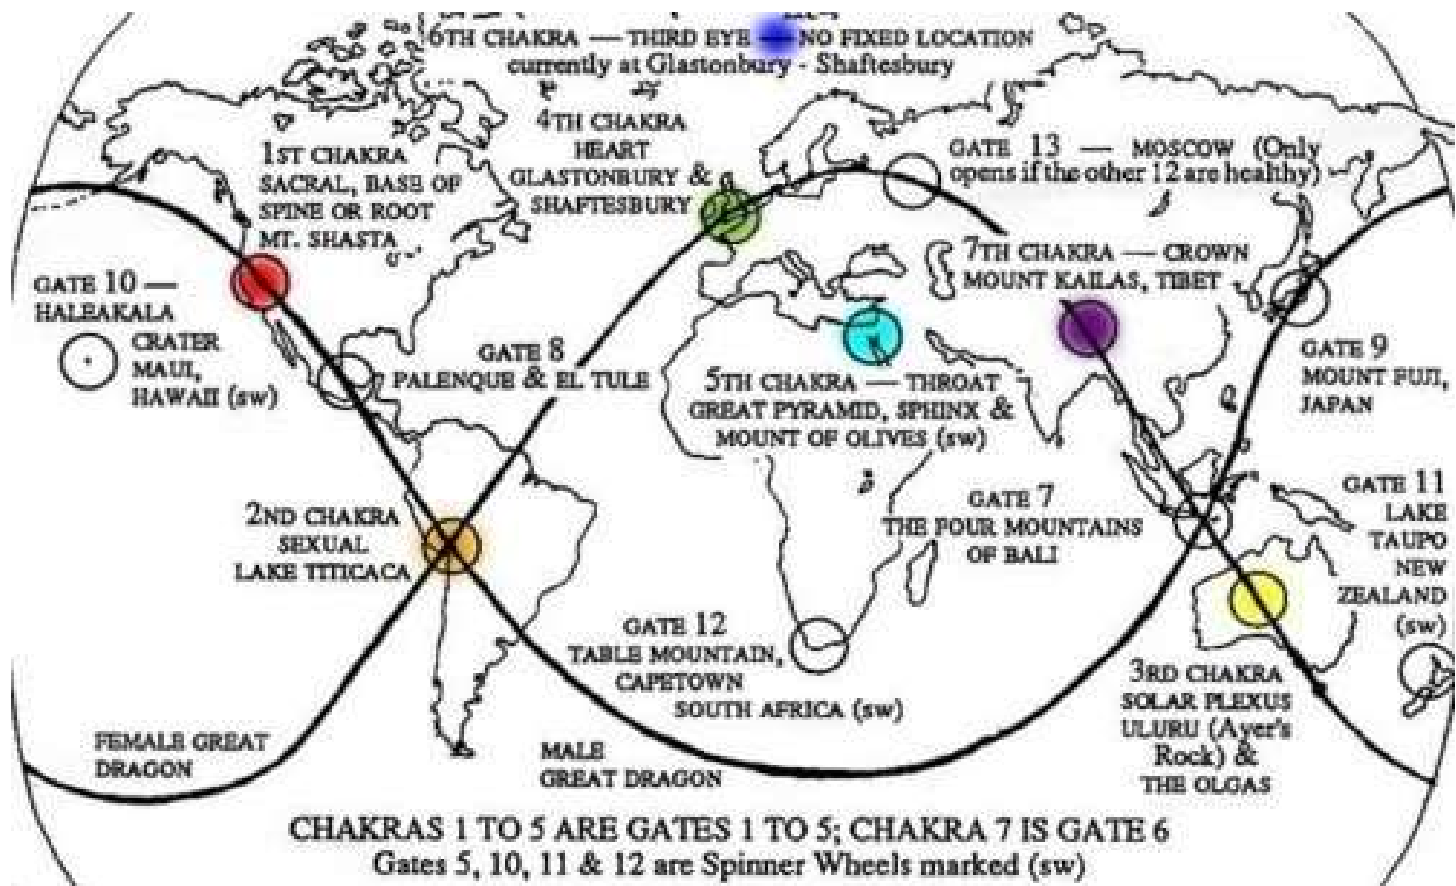 6TH CHAKRA — THIRD EYE — NO FIXED LOCATION
currently at Glastonbury - Shaftesbury
4TH CHAKRA
HEART
GLASTONBURY &
SHAFTESBURY
1ST CHAKRA
SACRAL, BASE OF
SPINE OR ROOT
MT. SHASTA
GATE 13 — MOSCOW (Only
opens if the other 12 are healthy)
7TH CHAKRA — CROWN
MOUNT KAILAS, TIBET
GATE 10 —
HALEAKALA
CRATER
MAUI,
HAWAII (sw)
GATE 8
PALENQUE & EL TULE
5TH CHAKRA — THROAT
GREAT PYRAMID, SPHINX &
MOUNT OF OLIVES (sw)
GATE 9
MOUNT FUJI,
JAPAN
2ND CHAKRA
SEXUAL
LAKE TITICACA
GATE 7
THE FOUR MOUNTAINS
OF BALI
GATE 11
LAKE
TAUPO
NEW
ZEALAND
(sw)
GATE 12
TABLE MOUNTAIN,
CAPETOWN
SOUTH AFRICA (sw)
3RD CHAKRA
SOLAR PLEXUS
ULURU (Ayer's
Rock) &
THE OLGAS
FEMALE GREAT
DRAGON
MALE
GREAT DRAGON
CHAKRAS 1 TO 5 ARE GATES 1 TO 5; CHAKRA 7 IS GATE 6
Gates 5, 10, 11 & 12 are Spinner Wheels marked (sw)